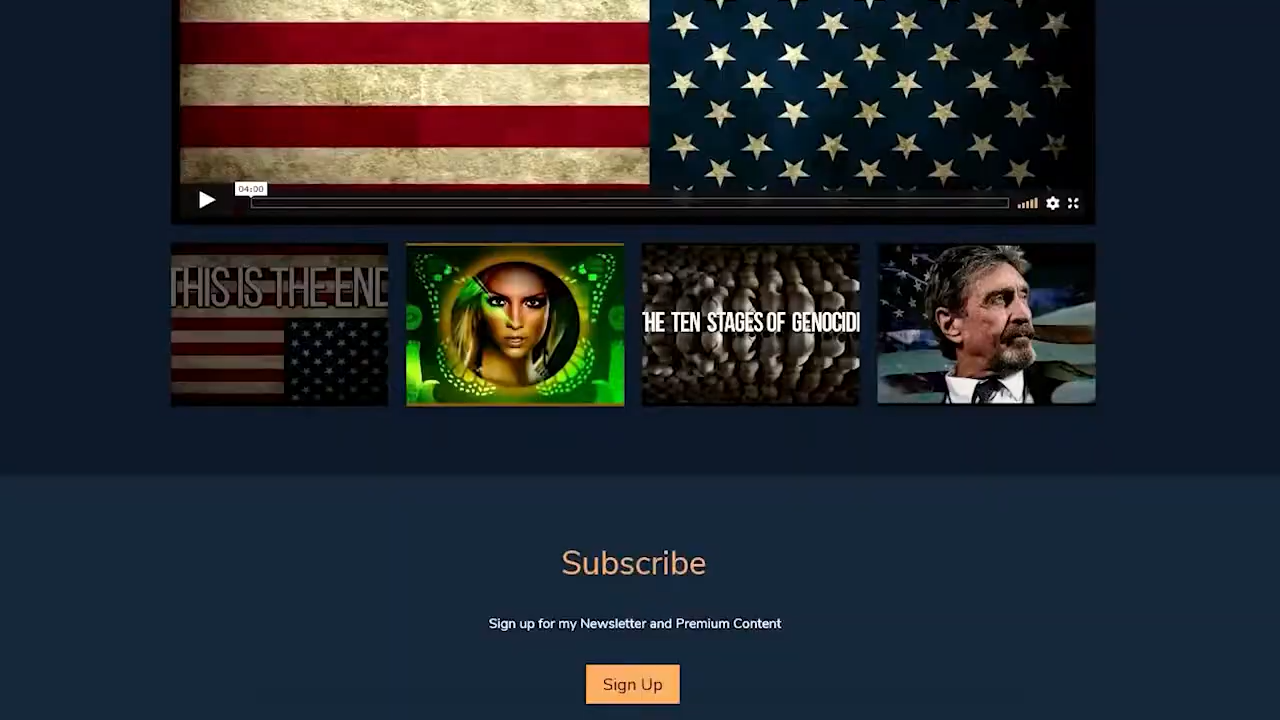 04:00
THIS IS THE END
HE TEN STAGES OF GENOCID
Subscribe
Sign up for my Newsletter and Premium Content
Sign Up